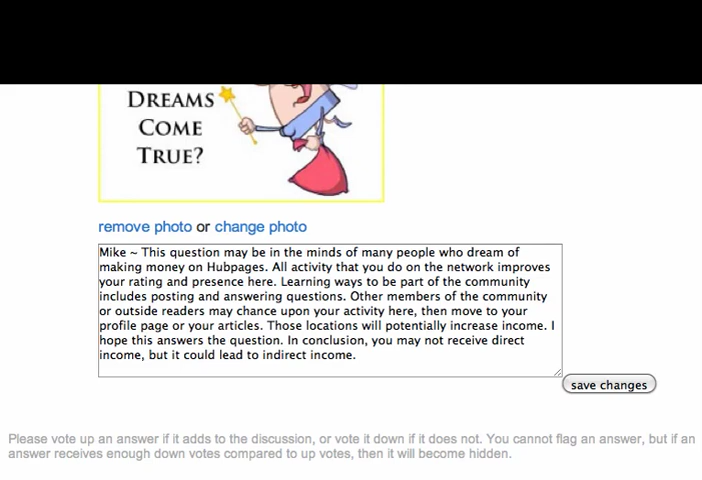 DREAMS
COME
TRUE?
remove photo or change photo
Mike ~ This question may be in the minds of many people who dream of
making money on Hubpages. All activity that you do on the network improves
your rating and presence here. Learning ways to be part of the community
includes posting and answering questions. Other members of the community
or outside readers may chance upon your activity here, then move to your
profile page or your articles. Those locations will potentially increase income. I
hope this answers the question. In conclusion, you may not receive direct
income, but it could lead to indirect income.
save changes
Please vote up an answer if it adds to the discussion, or vote it down if it does not. You cannot flag an answer, but if an
answer receives enough down votes compared to up votes, then it will become hidden.